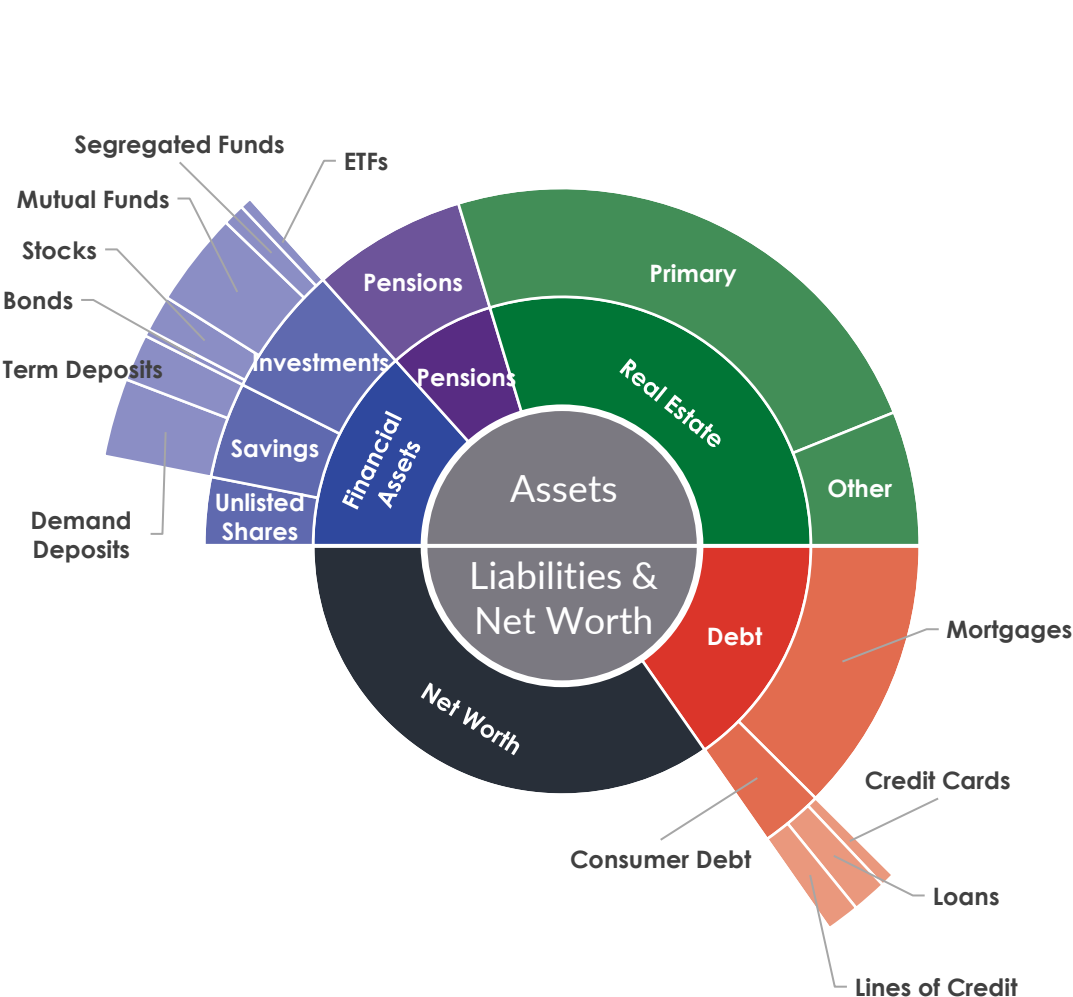 Segregated Funds
ETFs
Mutual Funds
Stocks
Bonds
Term Deposits
Demand
Deposits
Investments
Savings
Unlisted
Shares
Financial
Assets
Pensions
Pensions
Primary
Real Estate
Other
Assets
Liabilities &
Net Worth
Debt
Mortgages
Net Worth
Credit Cards
Consumer Debt
Loans
Lines of Credit